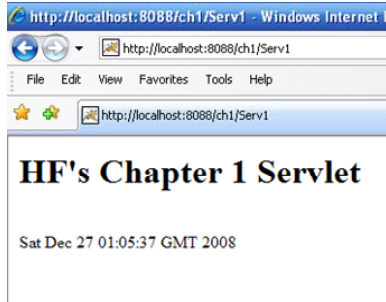 http://localhost:8088/ch1/Serv1 - Windows Internet
http://localhost:8088/ch1/Serv1
File Edit View Favorites Tools Help
http://localhost:8088/ch1/Serv1
HF's Chapter 1 Servlet
Sat Dec 27 01:05:37 GMT 2008